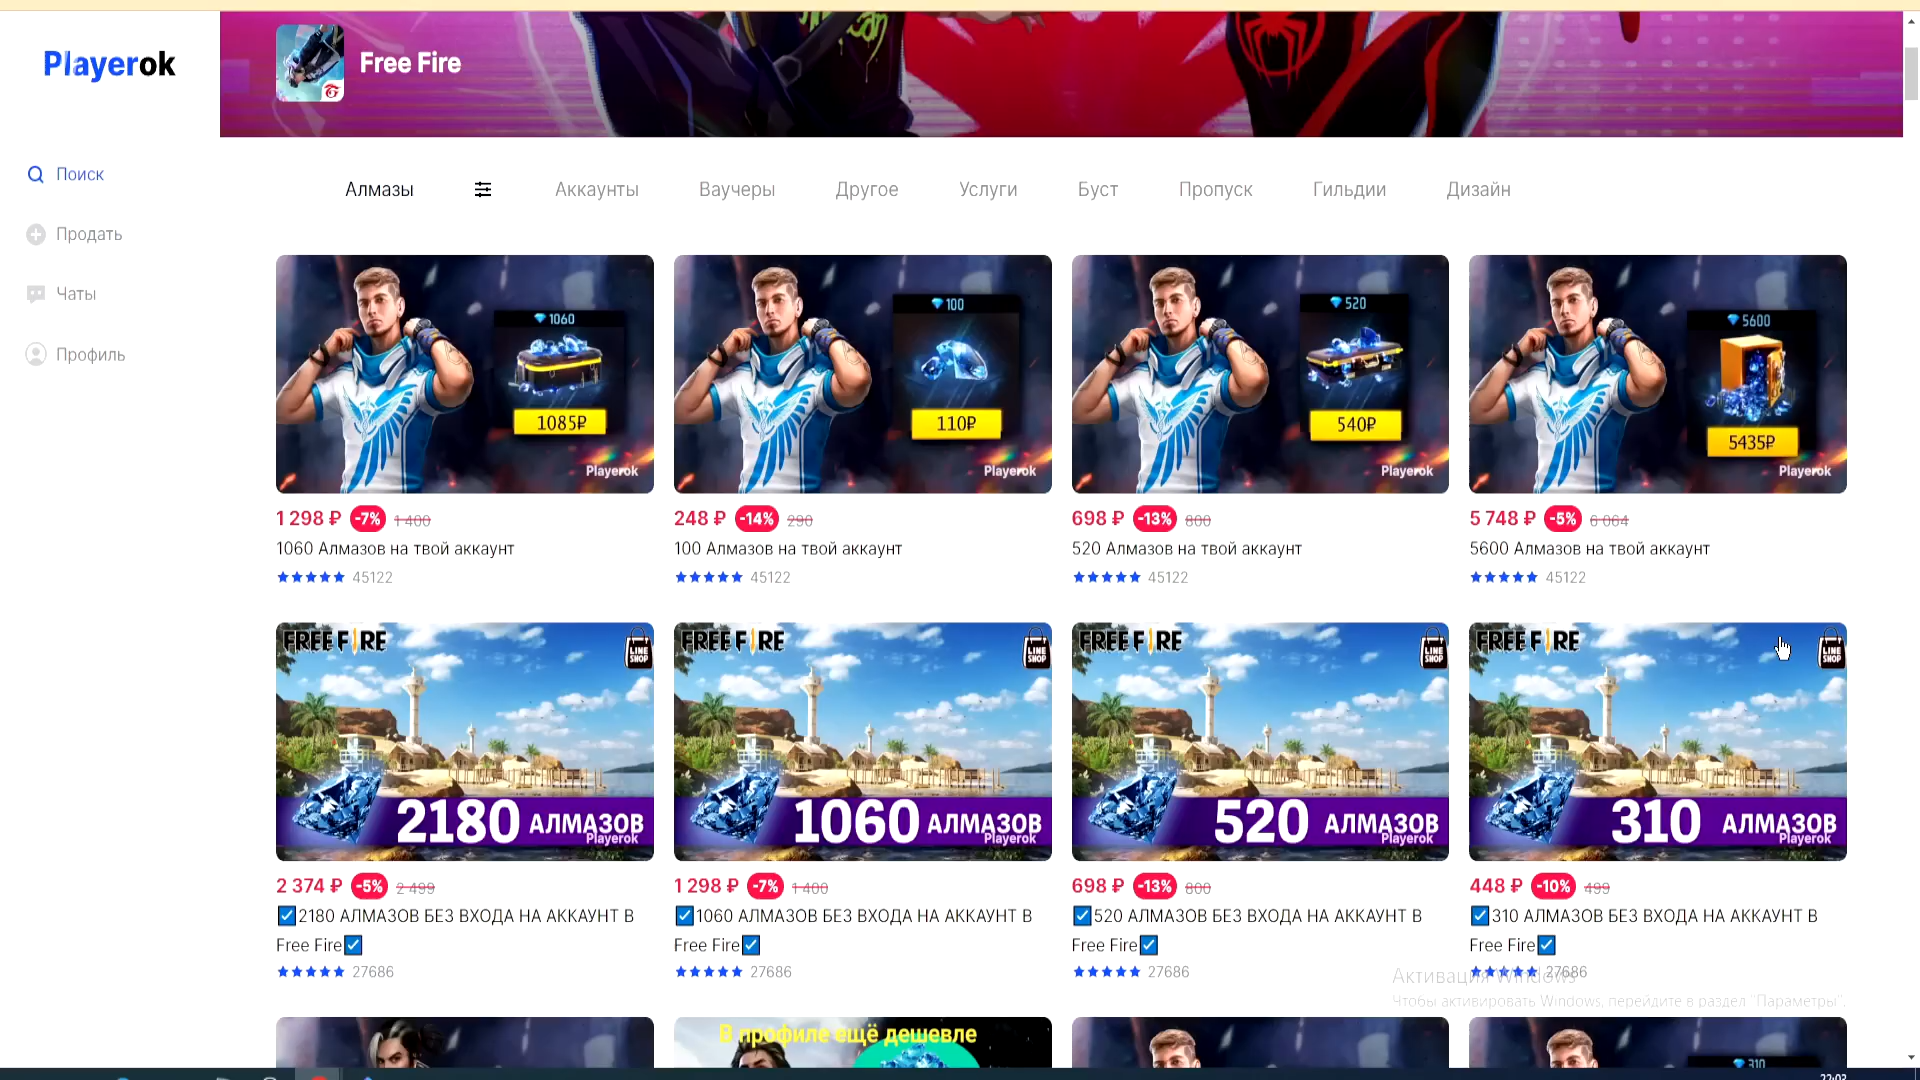 Playerok
Free Fire
Поиск
Продать
Чаты
Профиль
Алмазы Аккаунты Ваучеры Другое Услуги Буст Пропуск Гильдии Дизайн
1060 100 520 5600
1085₽ 110₽ 540₽ 5435₽
Playerok Playerok Playerok Playerok
1 298 ₽ -7% 1 400 248 ₽ -14% 290 698 ₽ -13% 800 5 748 ₽ -5% 6 064
1060 Алмазов на твой аккаунт 100 Алмазов на твой аккаунт 520 Алмазов на твой аккаунт 5600 Алмазов на твой аккаунт
45122 45122 45122 45122
FREE FIRE LINE SHOP FREE FIRE LINE SHOP FREE FIRE LINE SHOP FREE FIRE LINE SHOP
2180 АЛМАЗОВ 1060 АЛМАЗОВ 520 АЛМАЗОВ 310 АЛМАЗОВ
Playerok Playerok Playerok Playerok
2 374 ₽ -5% 2 499 1 298 ₽ -7% 1 400 698 ₽ -13% 800 448 ₽ -10% 499
☑2180 АЛМАЗОВ БЕЗ ВХОДА НА АККАУНТ В ☑1060 АЛМАЗОВ БЕЗ ВХОДА НА АККАУНТ В ☑520 АЛМАЗОВ БЕЗ ВХОДА НА АККАУНТ В ☑310 АЛМАЗОВ БЕЗ ВХОДА НА АККАУНТ В
Free Fire☑ Free Fire☑ Free Fire☑ Free Fire☑
27686 27686 27686 27686
Активация Windows
Чтобы активировать Windows, перейдите в раздел "Параметры".
В профиле ещё дешевле
310